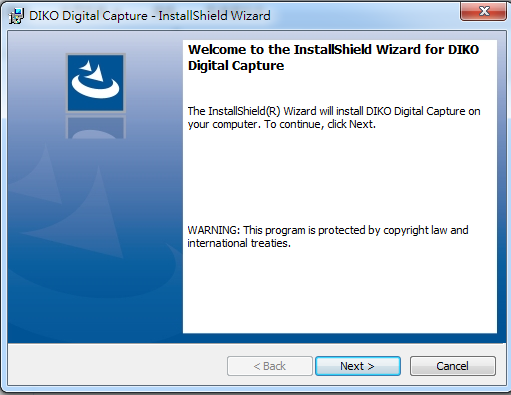 DIKO Digital Capture - InstallShield Wizard
Welcome to the InstallShield Wizard for DIKO
Digital Capture
The InstallShield(R) Wizard will install DIKO Digital Capture on
your computer. To continue, click Next.
WARNING: This program is protected by copyright law and
international treaties.
< Back
Next >
Cancel